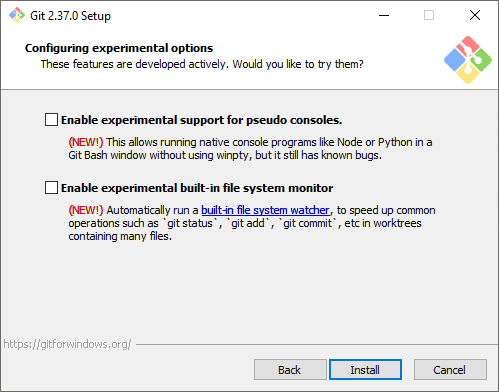 Git 2.37.0 Setup
Configuring experimental options
These features are developed actively. Would you like to try them?
Enable experimental support for pseudo consoles.
(NEW!) This allows running native console programs like Node or Python in a
Git Bash window without using winpty, but it still has known bugs.
Enable experimental built-in file system monitor
(NEW!) Automatically run a built-in file system watcher, to speed up common
operations such as `git status`, `git add`, `git commit`, etc in worktrees
containing many files.
https://gitforwindows.org/
Back
Install
Cancel